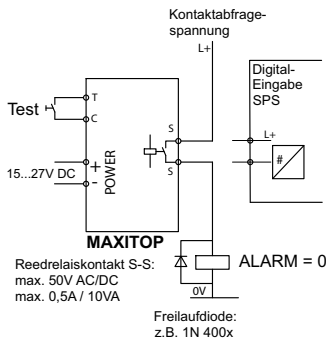 Kontaktabfrage-
spannung
L+
Digital-
Eingabe
SPS
Test
T
C
S
S
L+
#
15...27V DC
+
-
POWER
MAXITOP
Reedrelaiskontakt S-S:
max. 50V AC/DC
max. 0,5A / 10VA
ALARM = 0
0V
Freilaufdiode:
z.B. 1N 400x